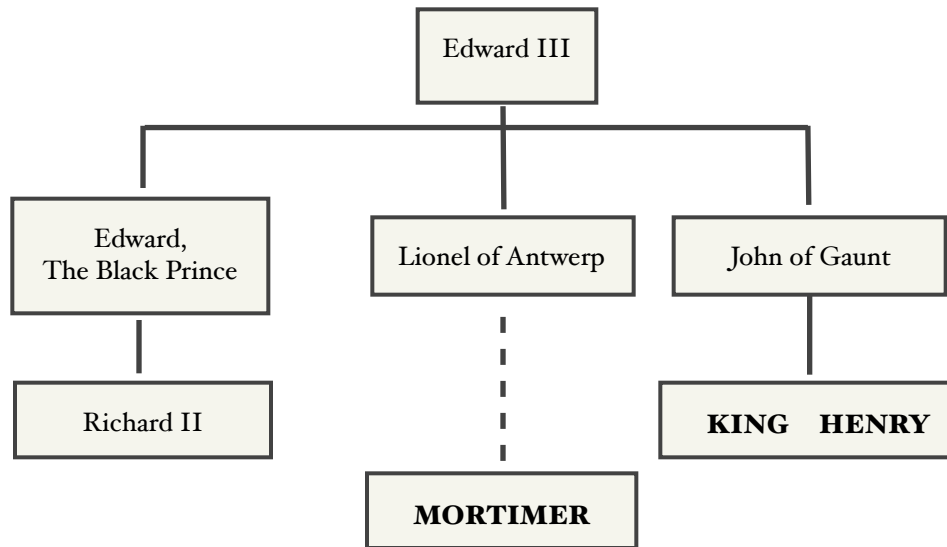 Edward III
Edward,
The Black Prince
Lionel of Antwerp
John of Gaunt
Richard II
KING HENRY
MORTIMER